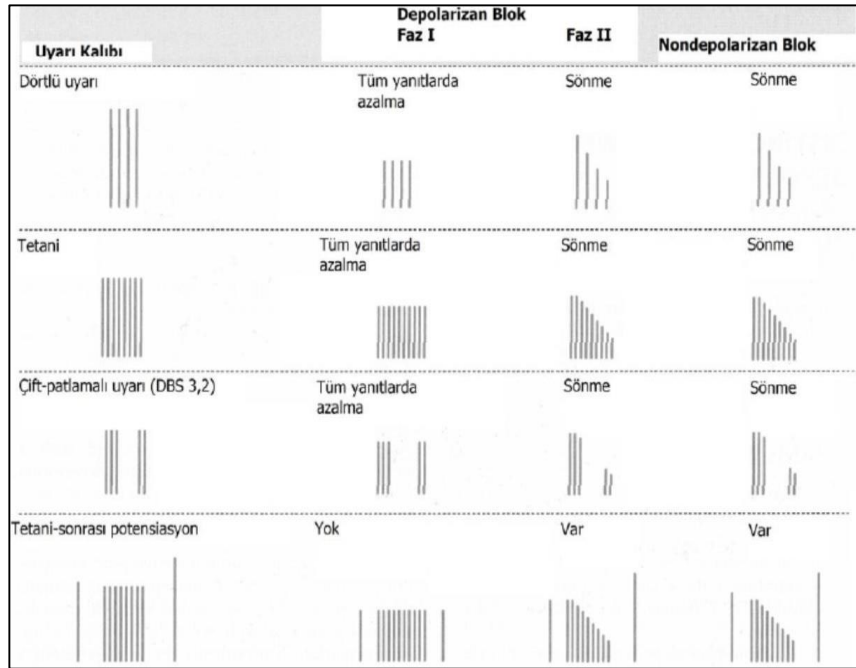 Depolarizan Blok
Uyarı Kalıbı Faz I Faz II Nondepolarizan Blok
Dörtlü uyarı Tüm yanıtlarda Sönme Sönme
azalma
Tetani Tüm yanıtlarda Sönme Sönme
azalma
Çift-patlamalı uyarı (DBS 3,2) Tüm yanıtlarda Sönme Sönme
azalma
Tetani-sonrası potensiasyon Yok Var Var